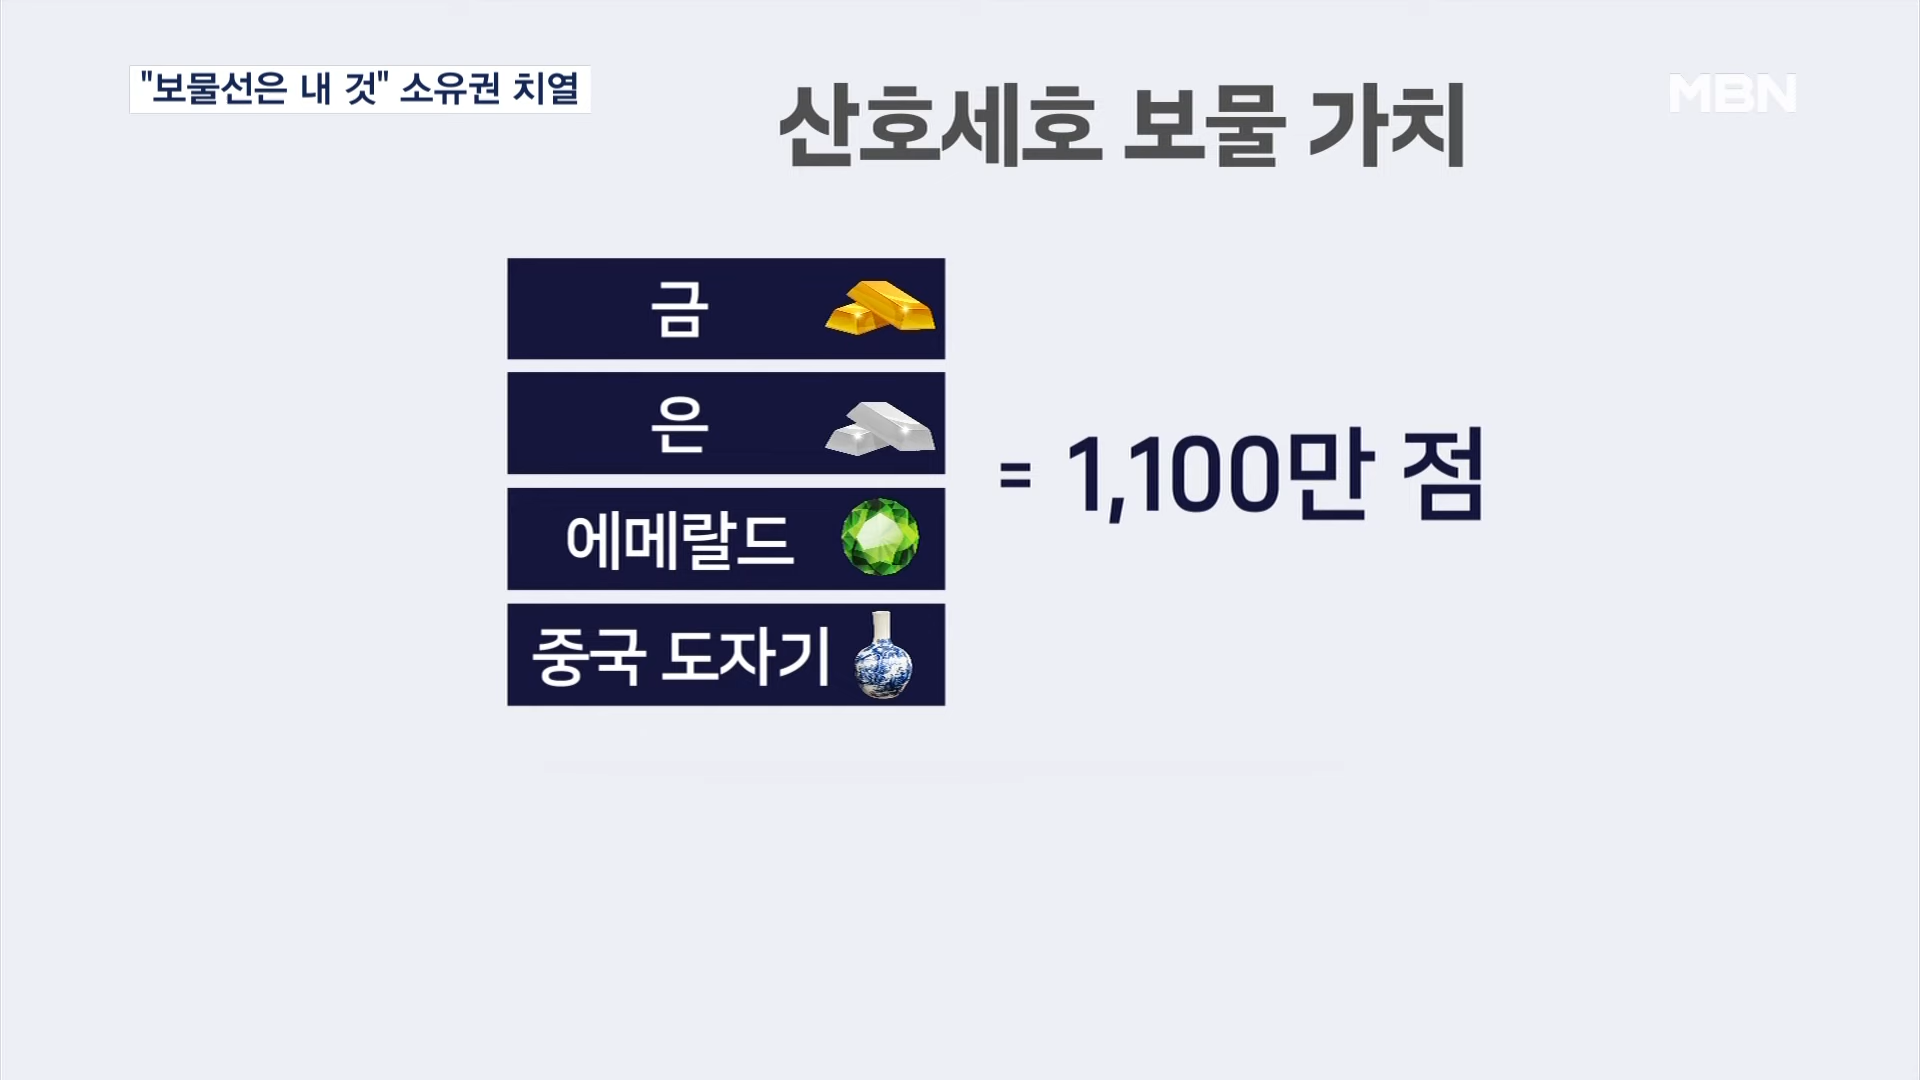 "보물선은 내 것" 소유권 치열
MBN
산호세호 보물 가치
금
은
에메랄드
중국 도자기
= 1,100만 점